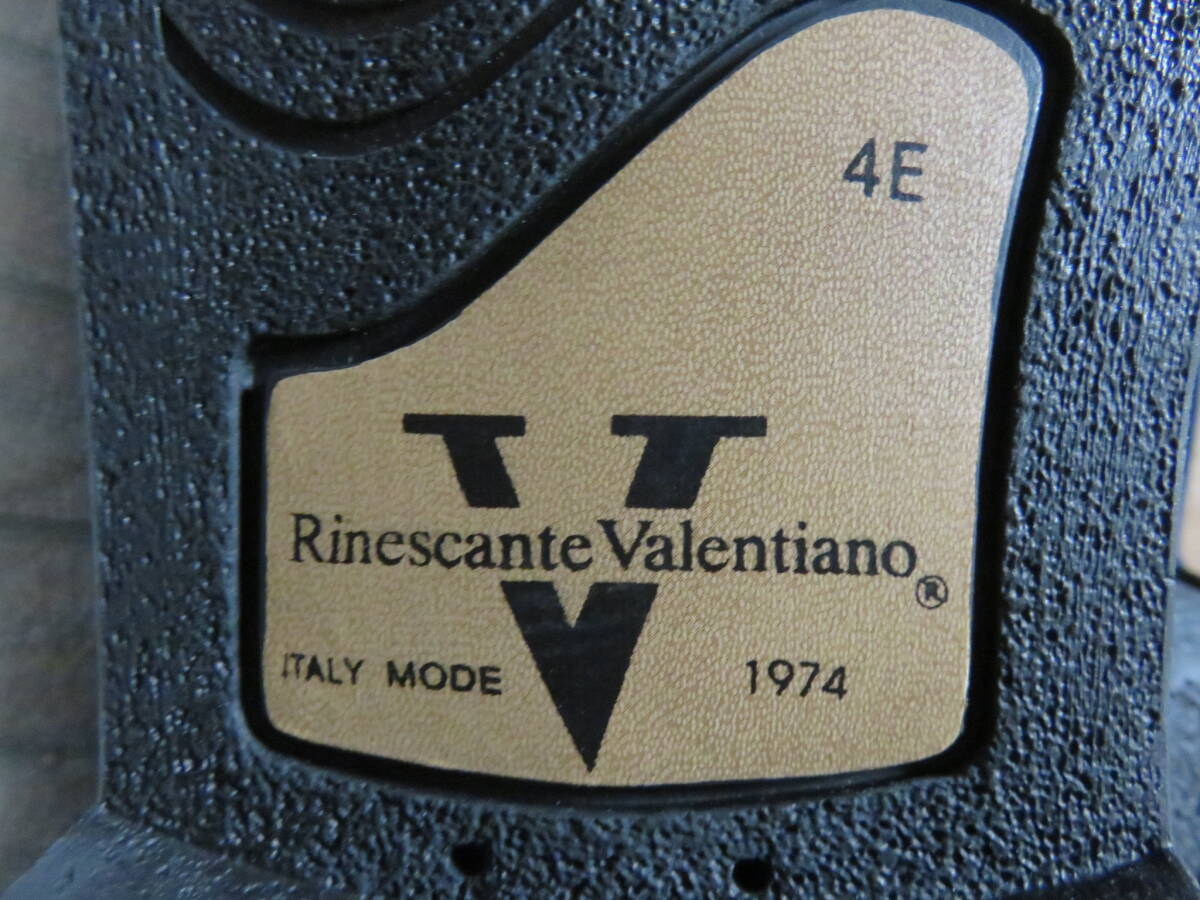 4E
V
Rinescante Valentiano®
ITALY MODE 1974